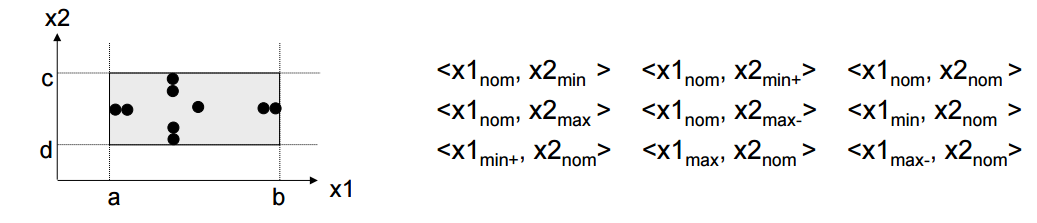 x2
c
d
a
b
x1
<x1nom, x2min > <x1nom, x2min+> <x1nom, x2nom >
<x1nom, x2max > <x1nom, x2max-> <x1min, x2nom >
<x1min+, x2nom> <x1max, x2nom > <x1max-, x2nom>